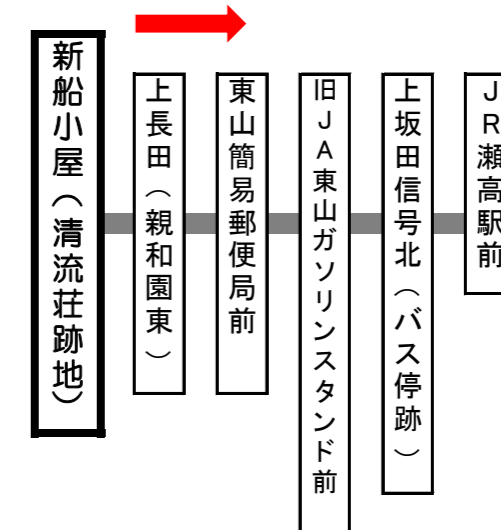 新船小屋(清流荘跡地)
上長田(親和園東)
東山簡易郵便局前
旧JA東山ガソリンスタンド前
上坂田信号北(バス停跡)
JR瀬高駅前